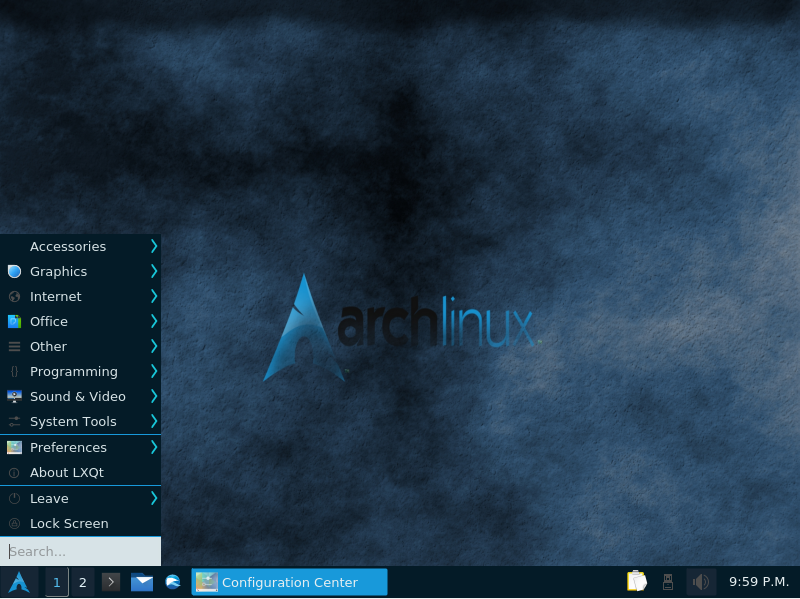 archlinux
Accessories
Graphics
Internet
Office
Other
Programming
Sound & Video
System Tools
Preferences
About LXQt
Leave
Lock Screen
Search...
1 2 Configuration Center 9:59 P.M.